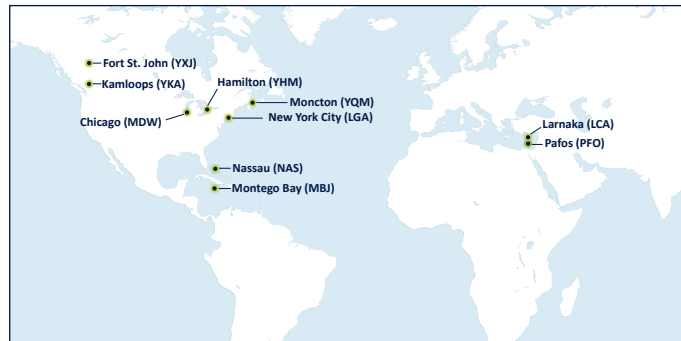 Fort St. John (YXJ)
Kamloops (YKA)
Hamilton (YHM)
Moncton (YQM)
Chicago (MDW)
New York City (LGA)
Larnaka (LCA)
Pafos (PFO)
Nassau (NAS)
Montego Bay (MBJ)